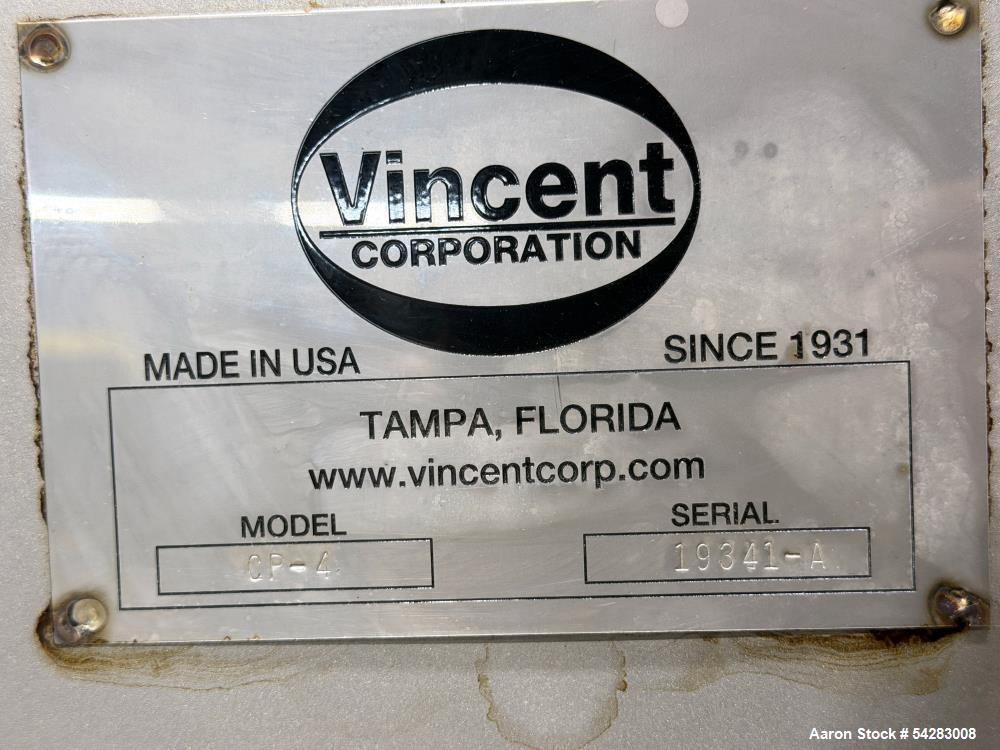 Vincent
CORPORATION
MADE IN USA
SINCE 1931
TAMPA, FLORIDA
www.vincentcorp.com
MODEL
SERIAL
CP-4
19341-A
Aaron Stock # 54283008